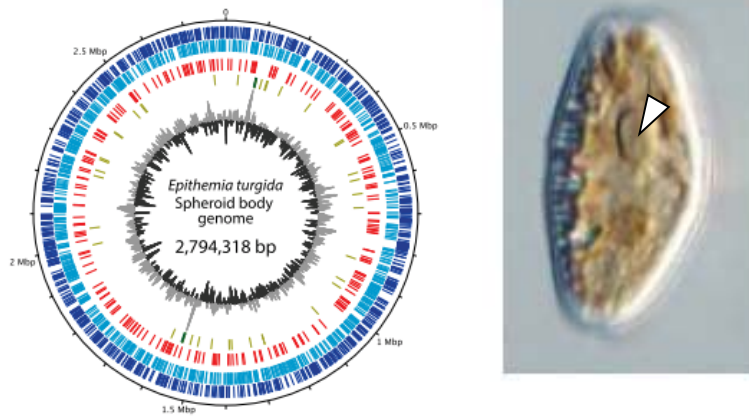 0
2.5 Mbp
0.5 Mbp
Epithemia turgida
Spheroid body
genome
2,794,318 bp
2 Mbp
1 Mbp
1.5 Mbp